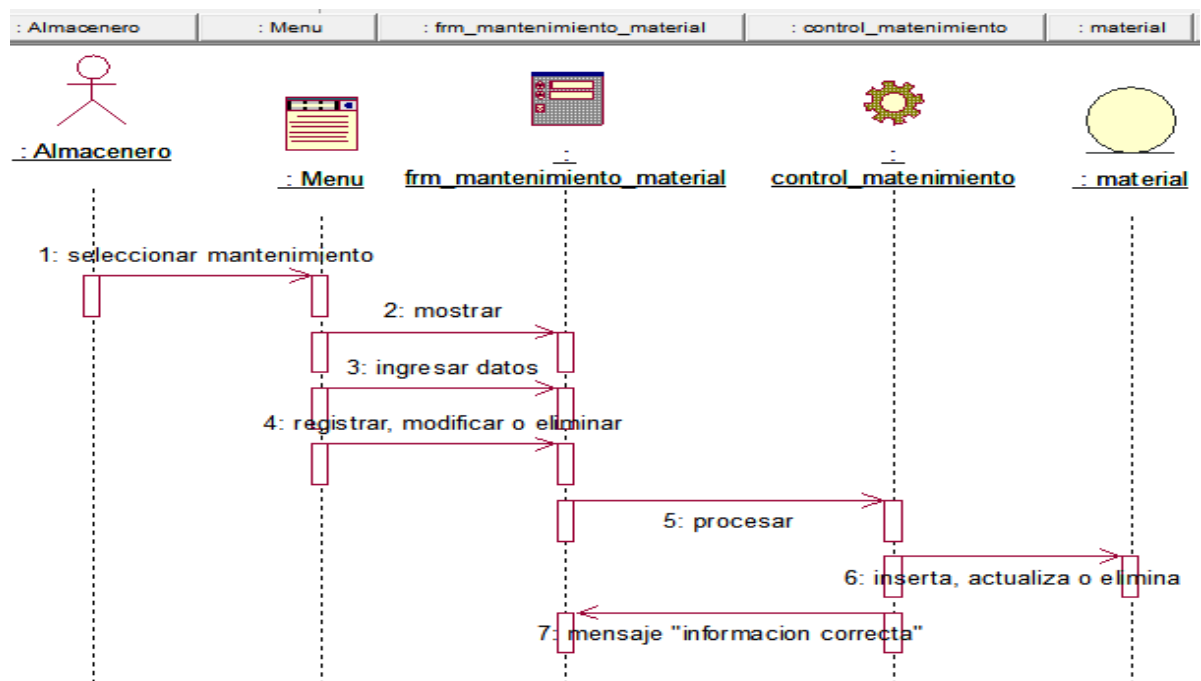 : Almacenero : Menu : frm_mantenimiento_material : control_matenimiento : material
: Almacenero
: Menu
:
frm_mantenimiento_material
:
control_matenimiento
: material
1: seleccionar mantenimiento
2: mostrar
3: ingresar datos
4: registrar, modificar o eliminar
5: procesar
6: inserta, actualiza o elimina
7: mensaje "informacion correcta"